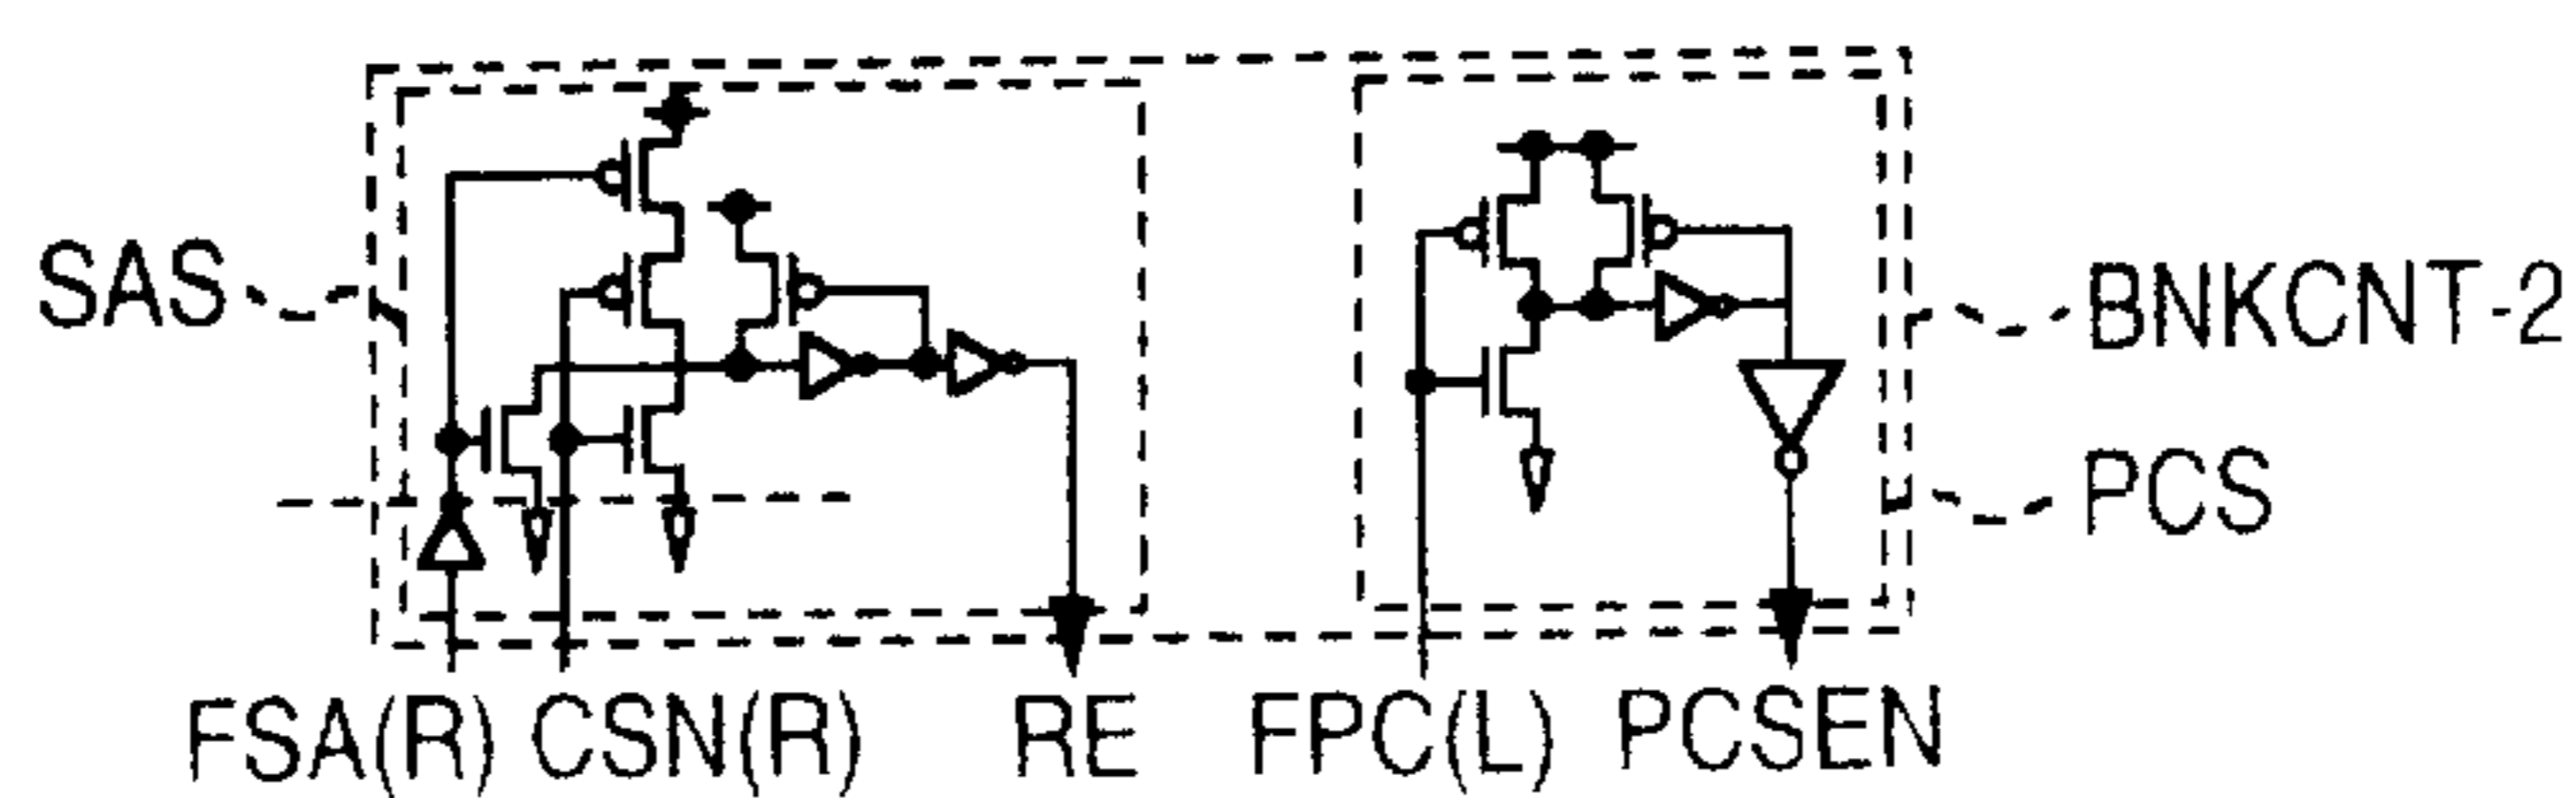 SAS
BNKCNT-2
PCS
FSA(R) CSN(R) RE FPC(L) PCSEN